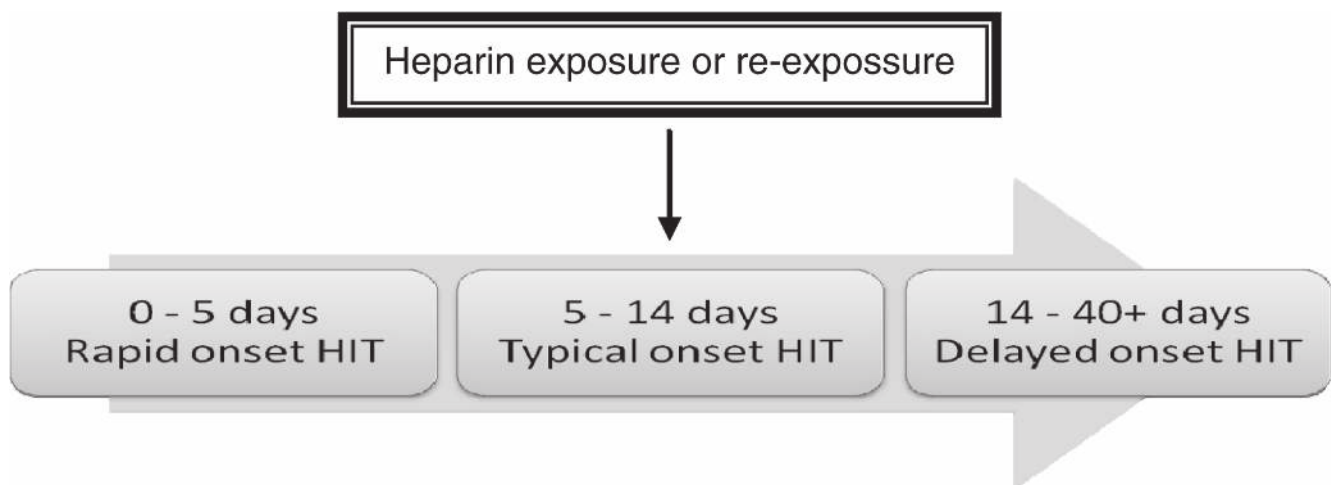 Heparin exposure or re-expossure
0 - 5 days
Rapid onset HIT
5 - 14 days
Typical onset HIT
14 - 40+ days
Delayed onset HIT